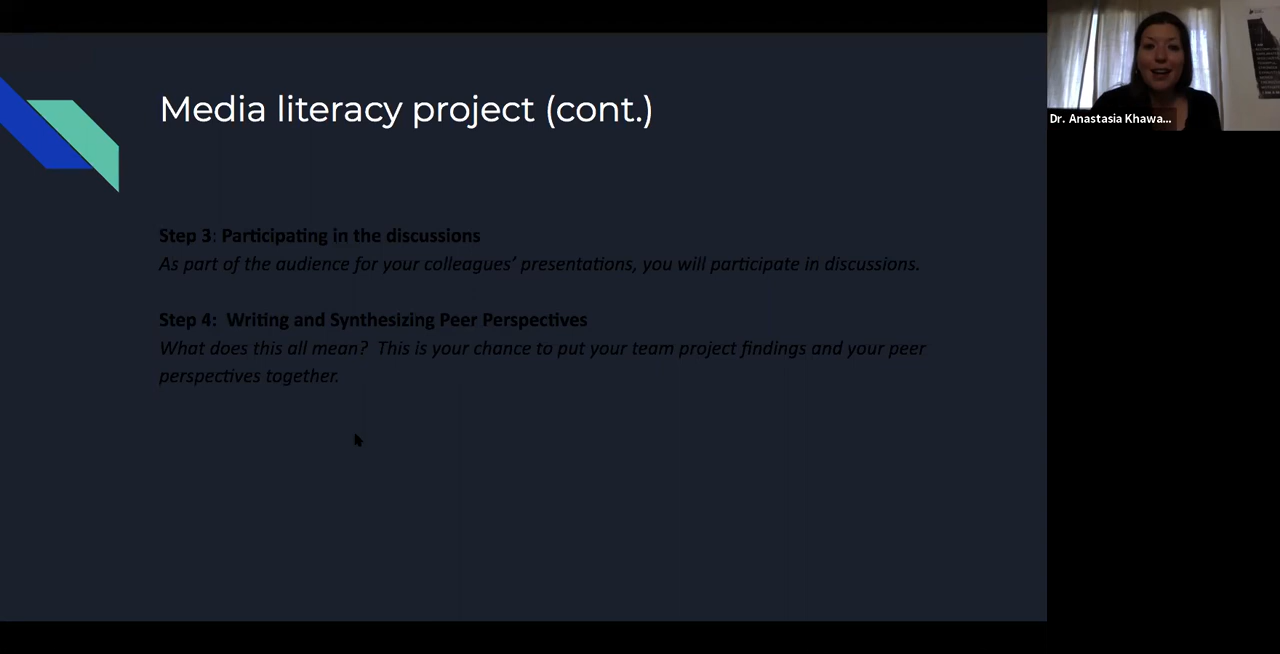 Media literacy project (cont.)
Step 3: Participating in the discussions
As part of the audience for your colleagues’ presentations, you will participate in discussions.
Step 4:  Writing and Synthesizing Peer Perspectives
What does this all mean?  This is your chance to put your team project findings and your peer
perspectives together.
Dr. Anastasia Khawa...